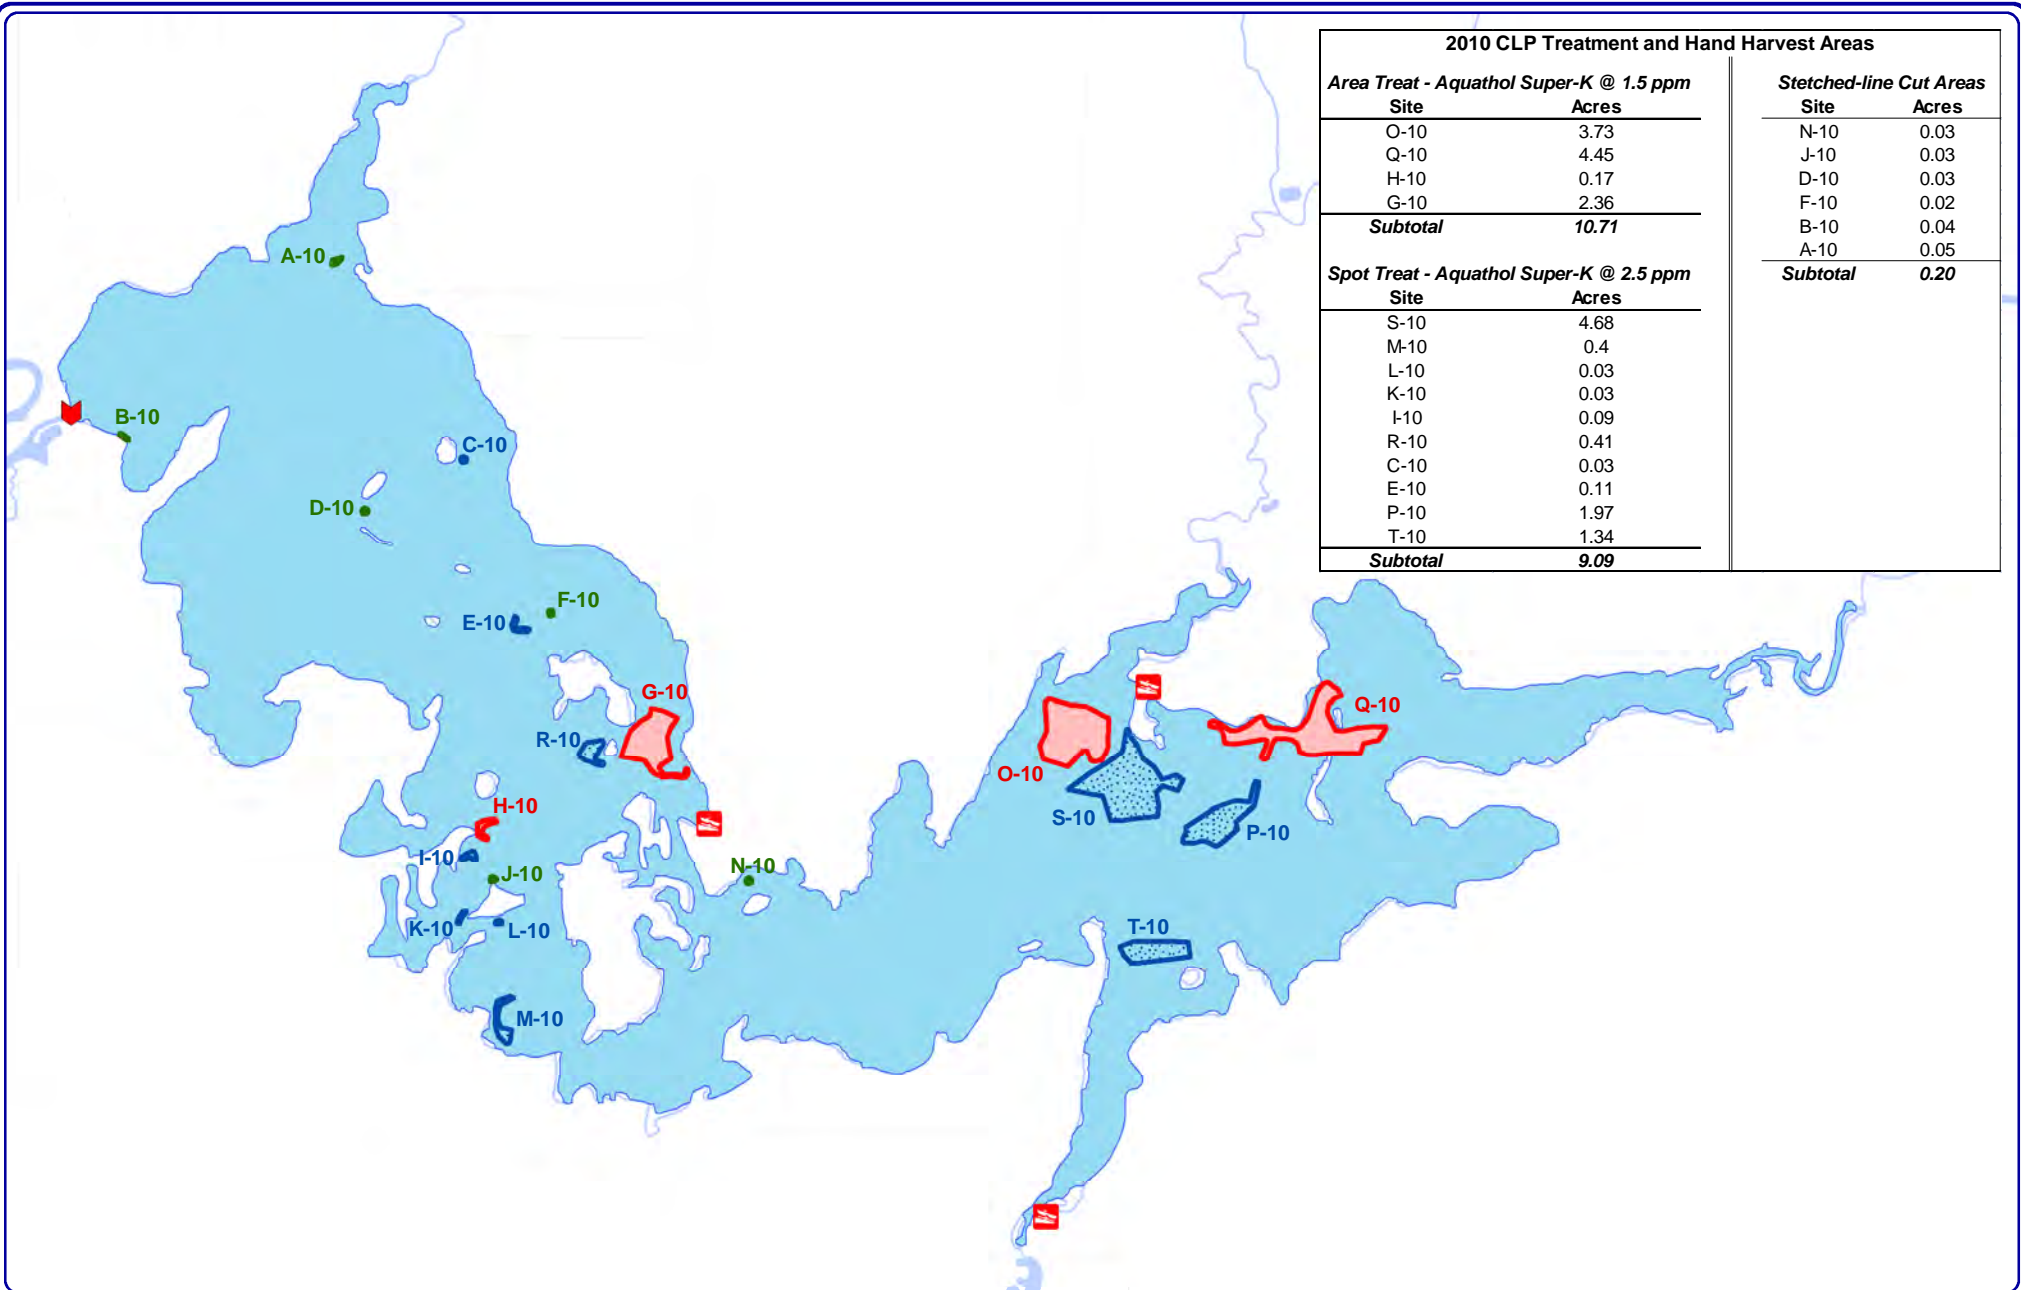 2010 CLP Treatment and Hand Harvest Areas
Area Treat - Aquathol Super-K @ 1.5 ppm
Site Acres
O-10 3.73
Q-10 4.45
H-10 0.17
G-10 2.36
Subtotal 10.71
Spot Treat - Aquathol Super-K @ 2.5 ppm
Site Acres
S-10 4.68
M-10 0.4
L-10 0.03
K-10 0.03
I-10 0.09
R-10 0.41
C-10 0.03
E-10 0.11
P-10 1.97
T-10 1.34
Subtotal 9.09
Stetched-line Cut Areas
Site Acres
N-10 0.03
J-10 0.03
D-10 0.03
F-10 0.02
B-10 0.04
A-10 0.05
Subtotal 0.20
A-10
B-10
C-10
D-10
F-10
E-10
G-10
Q-10
R-10
O-10
H-10
S-10
P-10
I-10
J-10
N-10
K-10
L-10
T-10
M-10